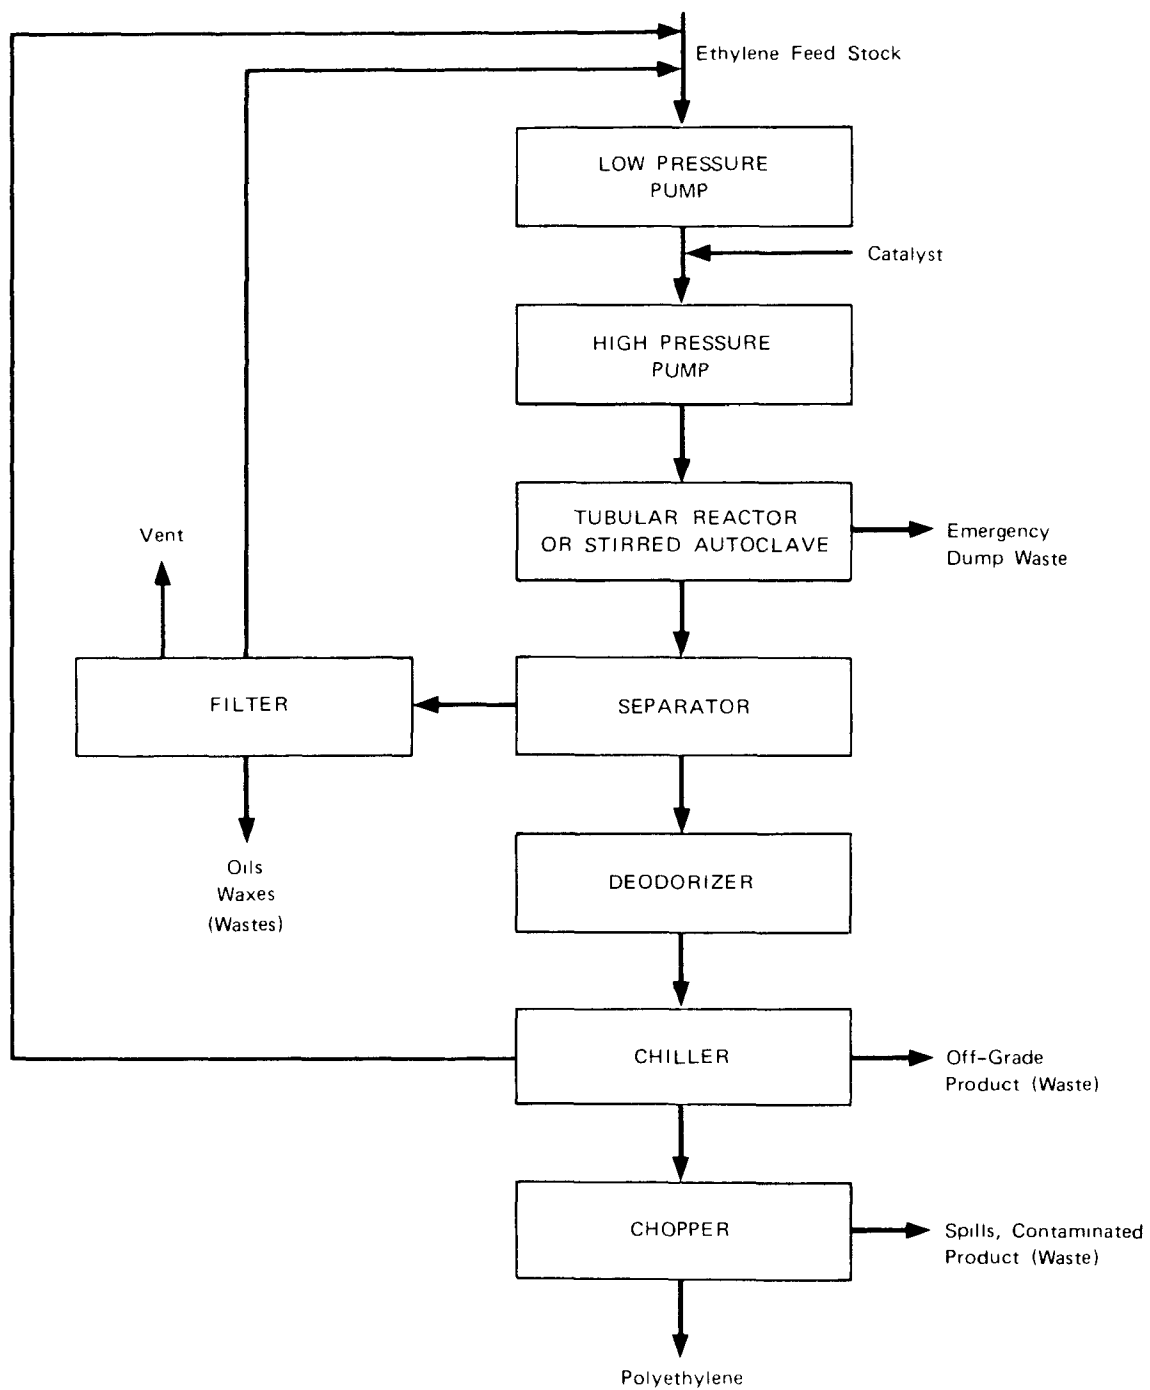 Ethylene Feed Stock
LOW PRESSURE
PUMP
Catalyst
HIGH PRESSURE
PUMP
TUBULAR REACTOR
OR STIRRED AUTOCLAVE
Emergency
Dump Waste
Vent
FILTER
SEPARATOR
Oils
Waxes
(Wastes)
DEODORIZER
CHILLER
Off-Grade
Product (Waste)
CHOPPER
Spills, Contaminated
Product (Waste)
Polyethylene